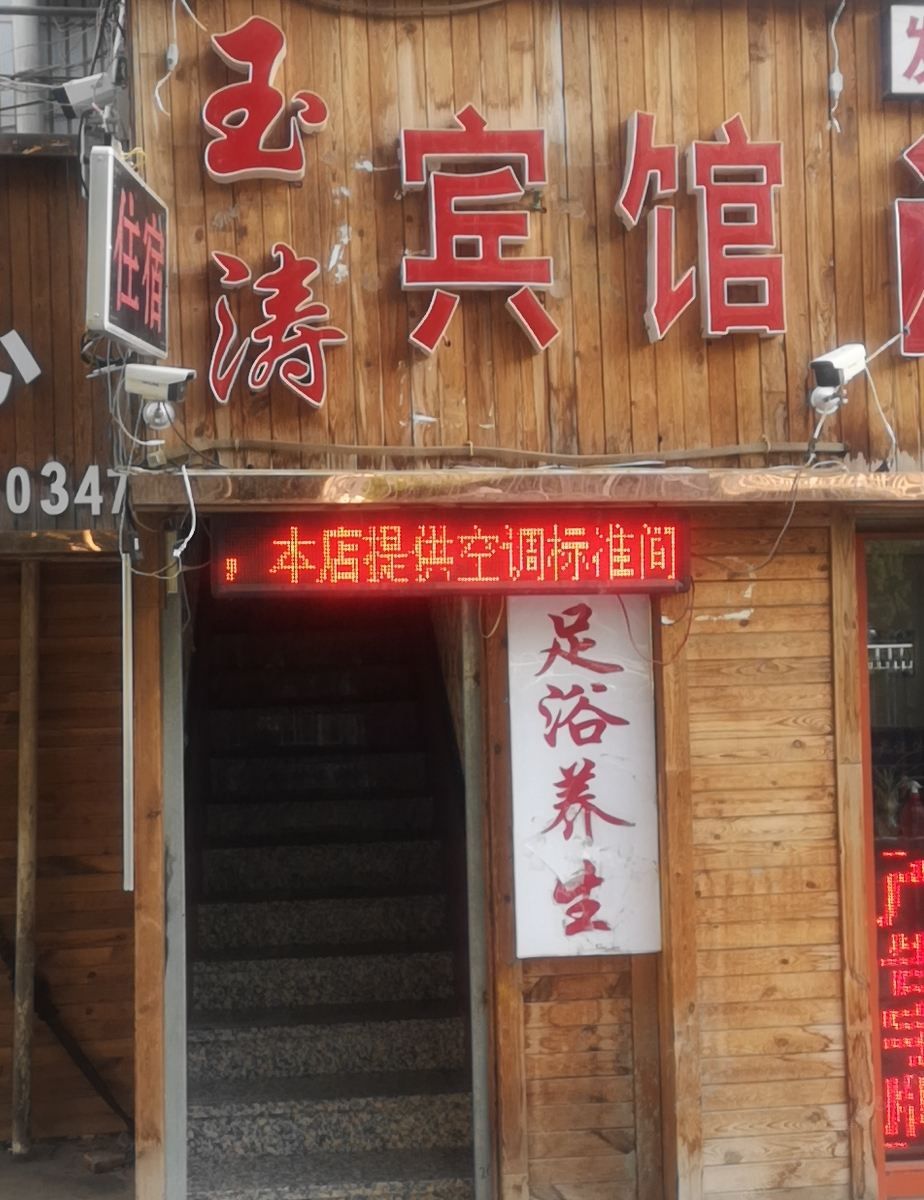 玉涛
宾馆
住宿
0347
，本店提供空调标准间
足浴养生